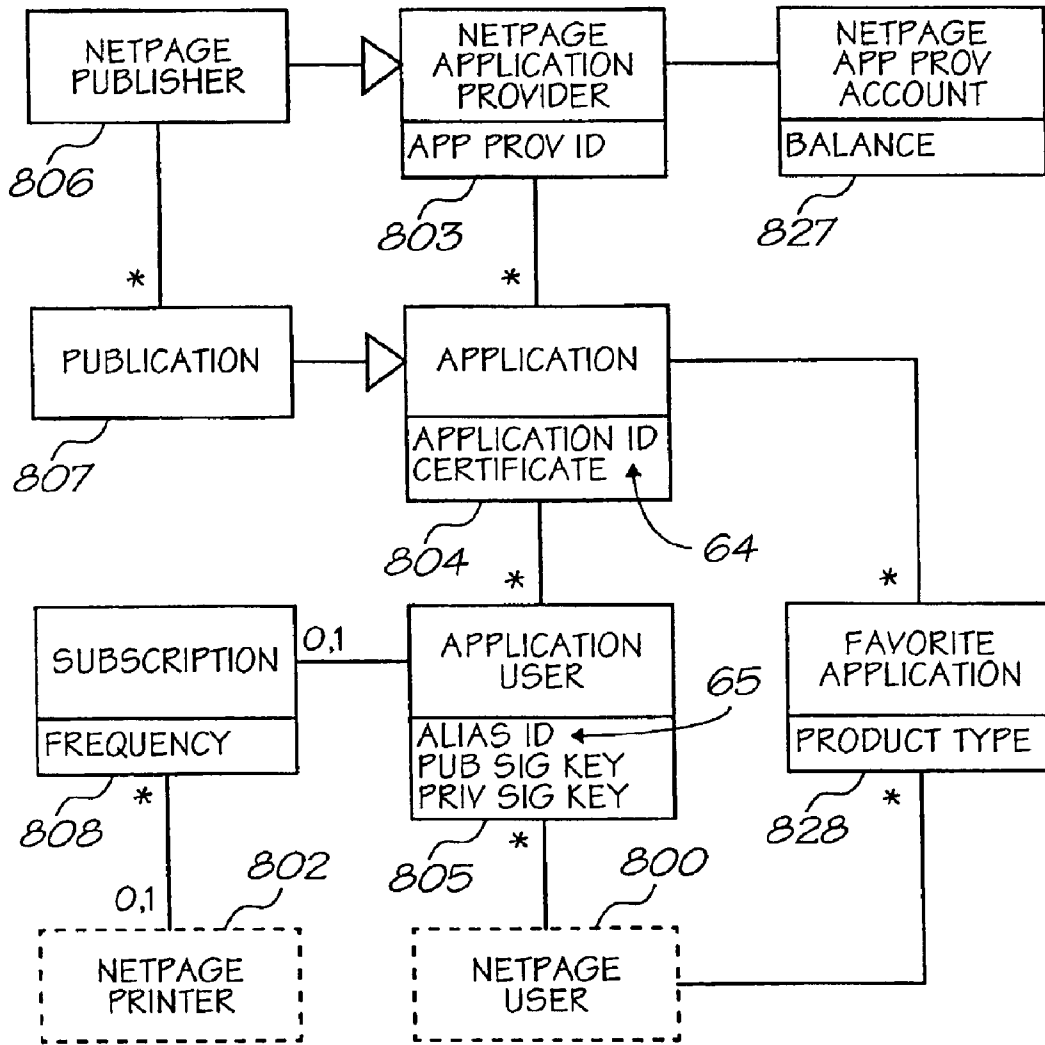 NETPAGE
PUBLISHER
NETPAGE
APPLICATION
PROVIDER
APP PROV ID
NETPAGE
APP PROV
ACCOUNT
BALANCE
806
803
827
*
*
PUBLICATION
APPLICATION
APPLICATION ID
CERTIFICATE
807
804
64
*
*
SUBSCRIPTION
FREQUENCY
0,1
APPLICATION
USER
ALIAS ID
PUB SIG KEY
PRIV SIG KEY
65
FAVORITE
APPLICATION
PRODUCT TYPE
808
*
805
*
828
*
802
800
0,1
NETPAGE
PRINTER
NETPAGE
USER